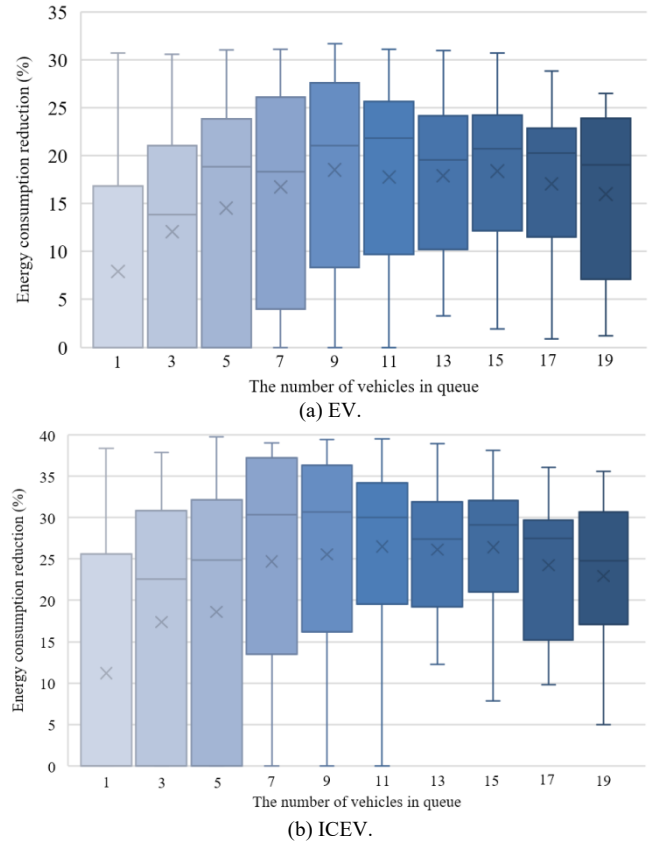 Energy consumption reduction (%)
35
30
25
20
15
10
5
0
1 3 5 7 9 11 13 15 17 19
The number of vehicles in queue
(a) EV.
Energy consumption reduction (%)
40
35
30
25
20
15
10
5
0
1 3 5 7 9 11 13 15 17 19
The number of vehicles in queue
(b) ICEV.